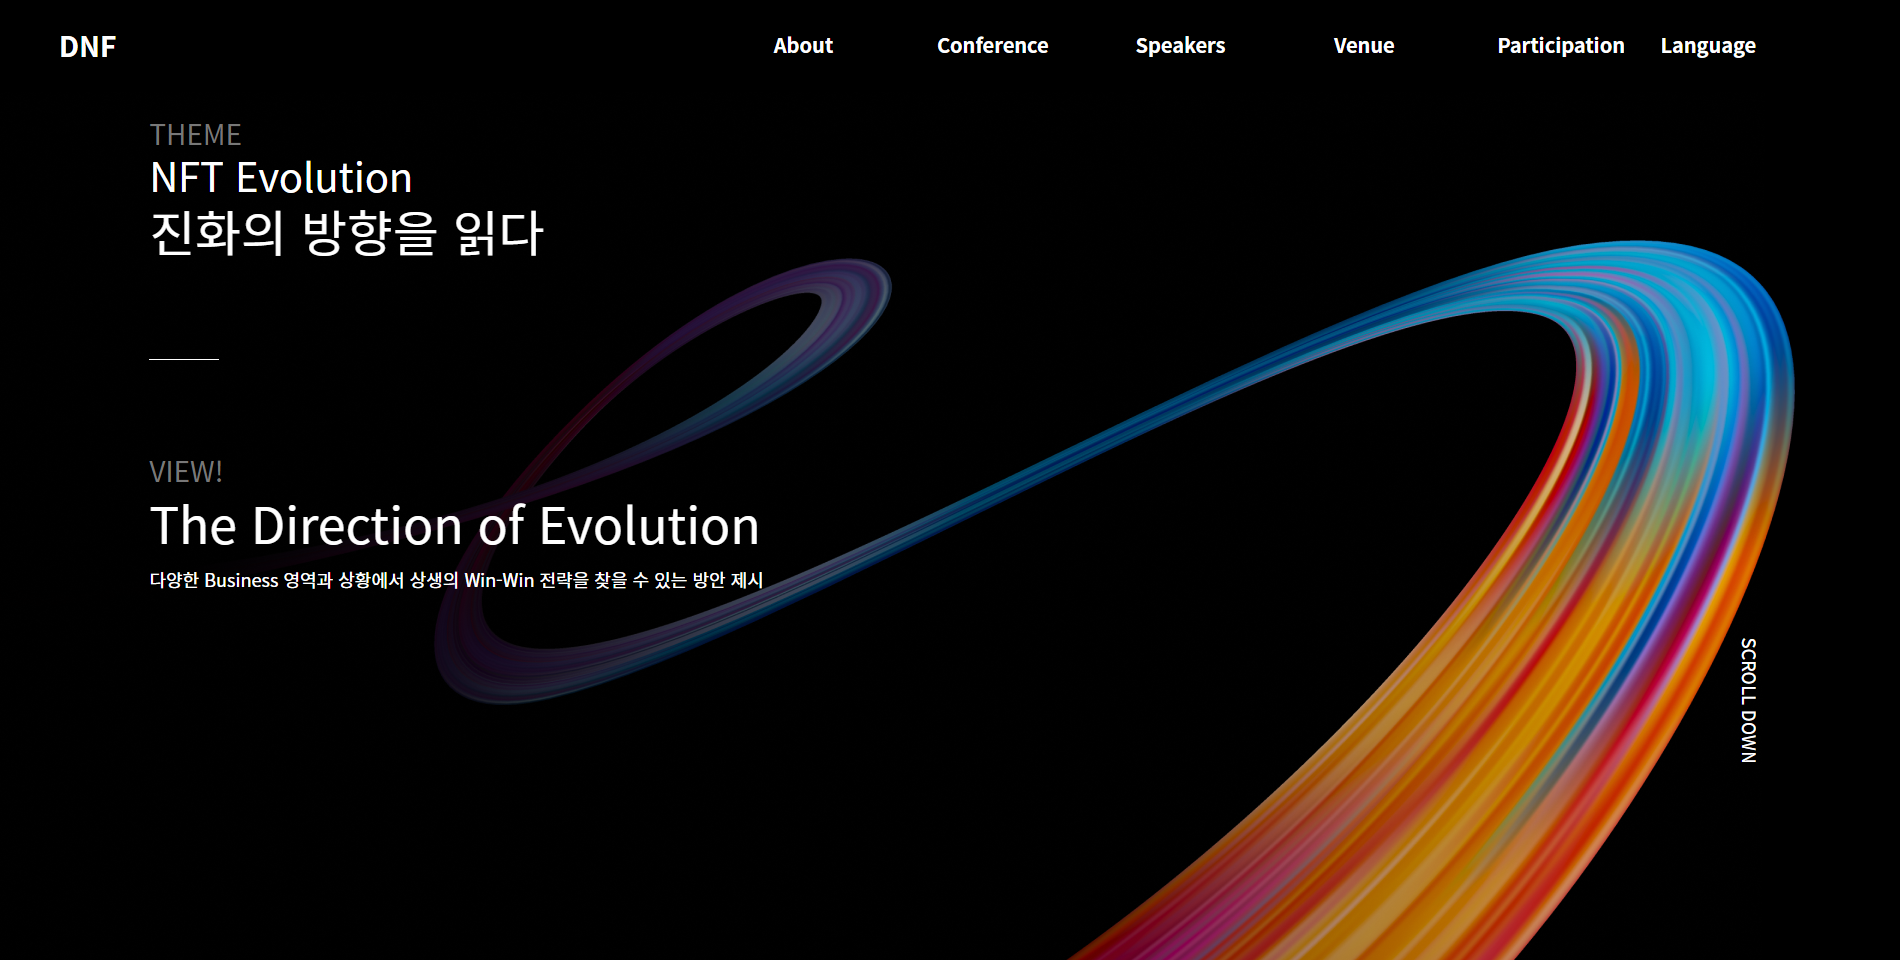 DNF
About Conference Speakers Venue Participation Language
THEME
NFT Evolution
진화의 방향을 읽다
VIEW!
The Direction of Evolution
다양한 Business 영역과 상황에서 상생의 Win-Win 전략을 찾을 수 있는 방안 제시
SCROLL DOWN